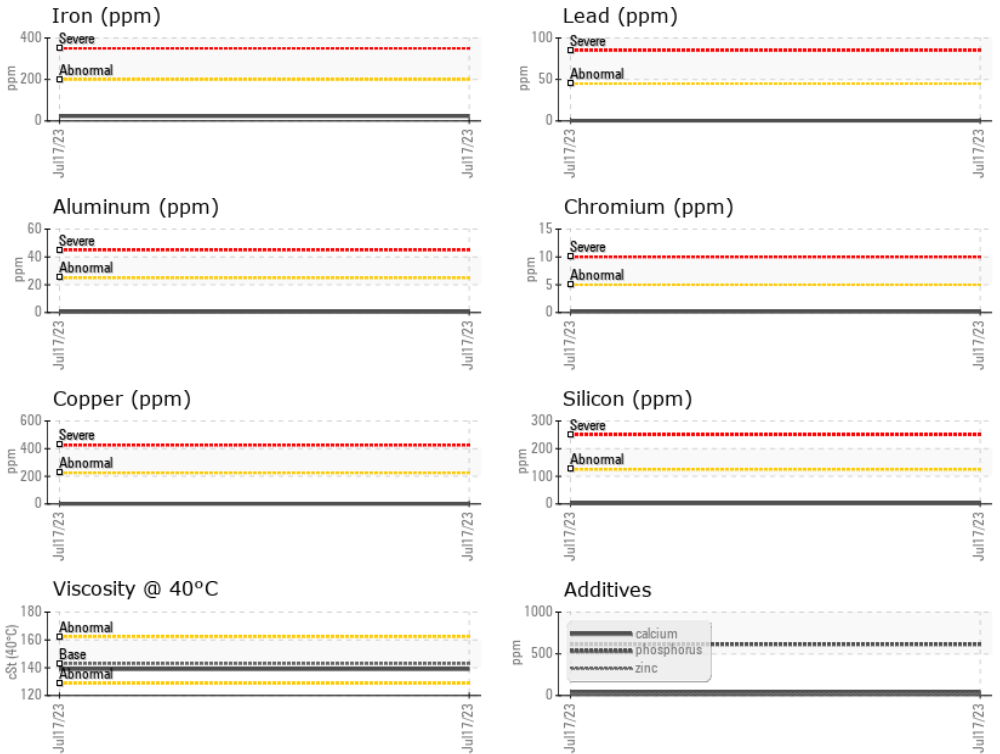 Iron (ppm)
400
200
0
ppm
Severe
Abnormal
Jul17/23
Jul17/23
Lead (ppm)
100
50
0
ppm
Severe
Abnormal
Jul17/23
Jul17/23
Aluminum (ppm)
60
40
20
0
ppm
Severe
Abnormal
Jul17/23
Jul17/23
Chromium (ppm)
15
10
5
0
ppm
Severe
Abnormal
Jul17/23
Jul17/23
Copper (ppm)
600
400
200
0
ppm
Severe
Abnormal
Jul17/23
Jul17/23
Silicon (ppm)
300
200
100
0
ppm
Severe
Abnormal
Jul17/23
Jul17/23
Viscosity @ 40°C
180
160
140
120
cSt (40°C)
Abnormal
Base
Abnormal
Jul17/23
Jul17/23
Additives
1000
500
0
ppm
calcium
phosphorus
zinc
Jul17/23
Jul17/23